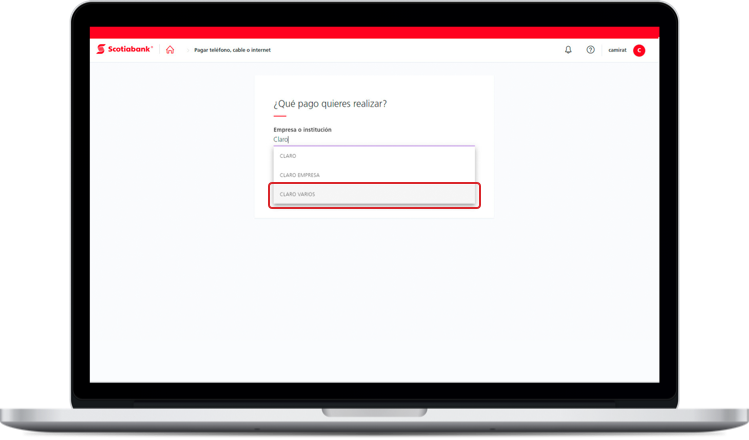 Scotiabank
Pagar teléfono, cable o internet
camirat
C
¿Qué pago quieres realizar?
Empresa o institución
Claro
CLARO
CLARO EMPRESA
CLARO VARIOS